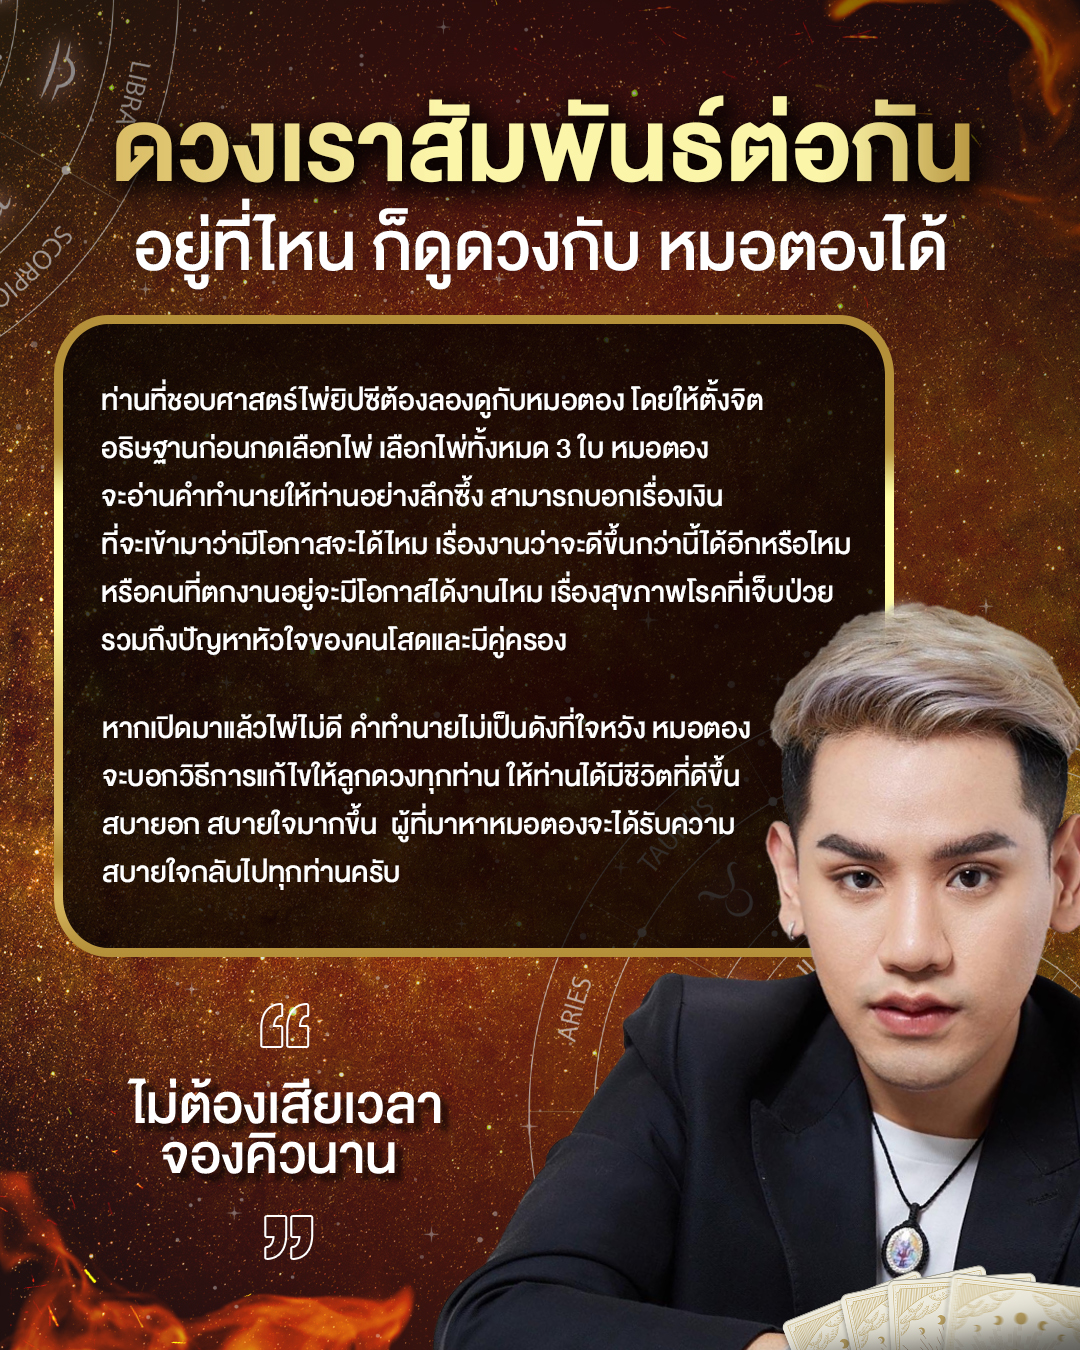 LIBRA
SCORPIO
ดวงเราสัมพันธ์ต่อกัน
อยู่ที่ไหน ก็ดูดวงกับ หมอตองได้
ท่านที่ชอบศาสตร์ไพ่ยิปซีต้องลองดูกับหมอตอง โดยให้ตั้งจิต
อธิษฐานก่อนกดเลือกไพ่ เลือกไพ่ทั้งหมด 3 ใบ หมอตอง
จะอ่านคำทำนายให้ท่านอย่างลึกซึ้ง สามารถบอกเรื่องเงิน
ที่จะเข้ามาว่ามีโอกาสจะได้ไหม เรื่องงานว่าจะดีขึ้นกว่านี้ได้อีกหรือไหม
หรือคนที่ตกงานอยู่จะมีโอกาสได้งานไหม เรื่องสุขภาพโรคที่เจ็บป่วย
รวมถึงปัญหาหัวใจของคนโสดและมีคู่ครอง
หากเปิดมาแล้วไพ่ไม่ดี คำทำนายไม่เป็นดังที่ใจหวัง หมอตอง
จะบอกวิธีการแก้ไขให้ลูกดวงทุกท่าน ให้ท่านได้มีชีวิตที่ดีขึ้น
สบายอก สบายใจมากขึ้น ผู้ที่มาหาหมอตองจะได้รับความ
สบายใจกลับไปทุกท่านครับ
TAURUS
ARIES
“
ไม่ต้องเสียเวลา
จองคิวนาน
”